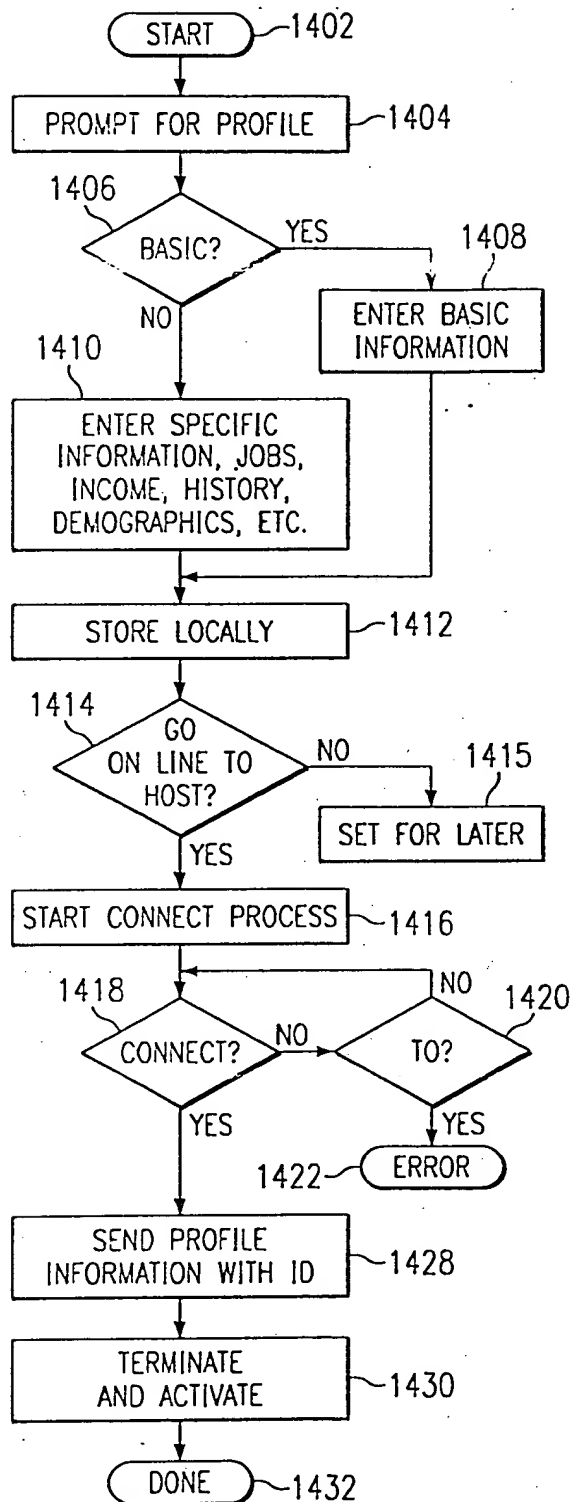 START
1402
PROMPT FOR PROFILE
1404
1406
BASIC?
YES
NO
1408
ENTER BASIC
INFORMATION
1410
ENTER SPECIFIC
INFORMATION, JOBS,
INCOME, HISTORY,
DEMOGRAPHICS, ETC.
STORE LOCALLY
1412
1414
GO
ON LINE TO
HOST?
NO
YES
1415
SET FOR LATER
START CONNECT PROCESS
1416
1418
CONNECT?
NO
YES
NO
1420
TO?
YES
1422
ERROR
SEND PROFILE
INFORMATION WITH ID
1428
TERMINATE
AND ACTIVATE
1430
DONE
1432